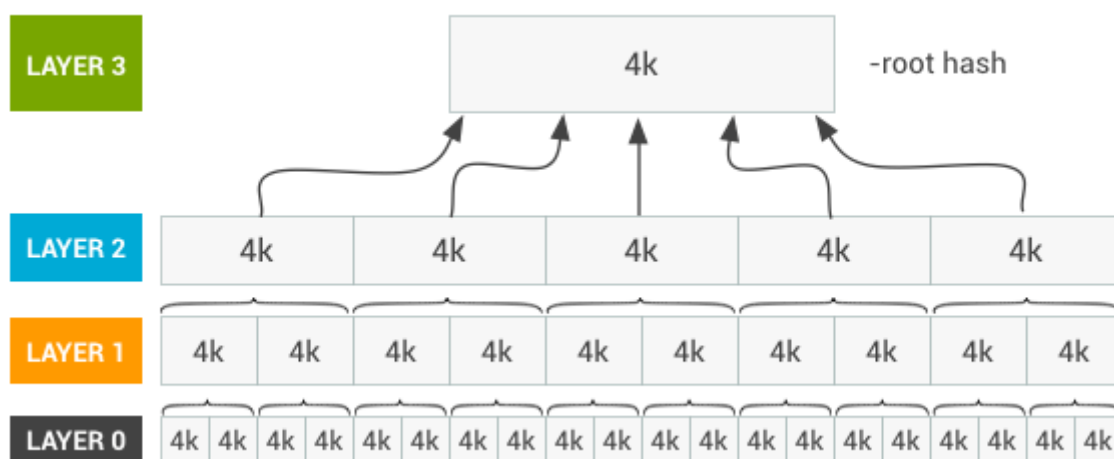 LAYER 3 4k -root hash
LAYER 2 4k 4k 4k 4k 4k
LAYER 1 4k 4k 4k 4k 4k 4k 4k 4k 4k 4k
LAYER 0 4k 4k 4k 4k 4k 4k 4k 4k 4k 4k 4k 4k 4k 4k 4k 4k 4k 4k 4k 4k